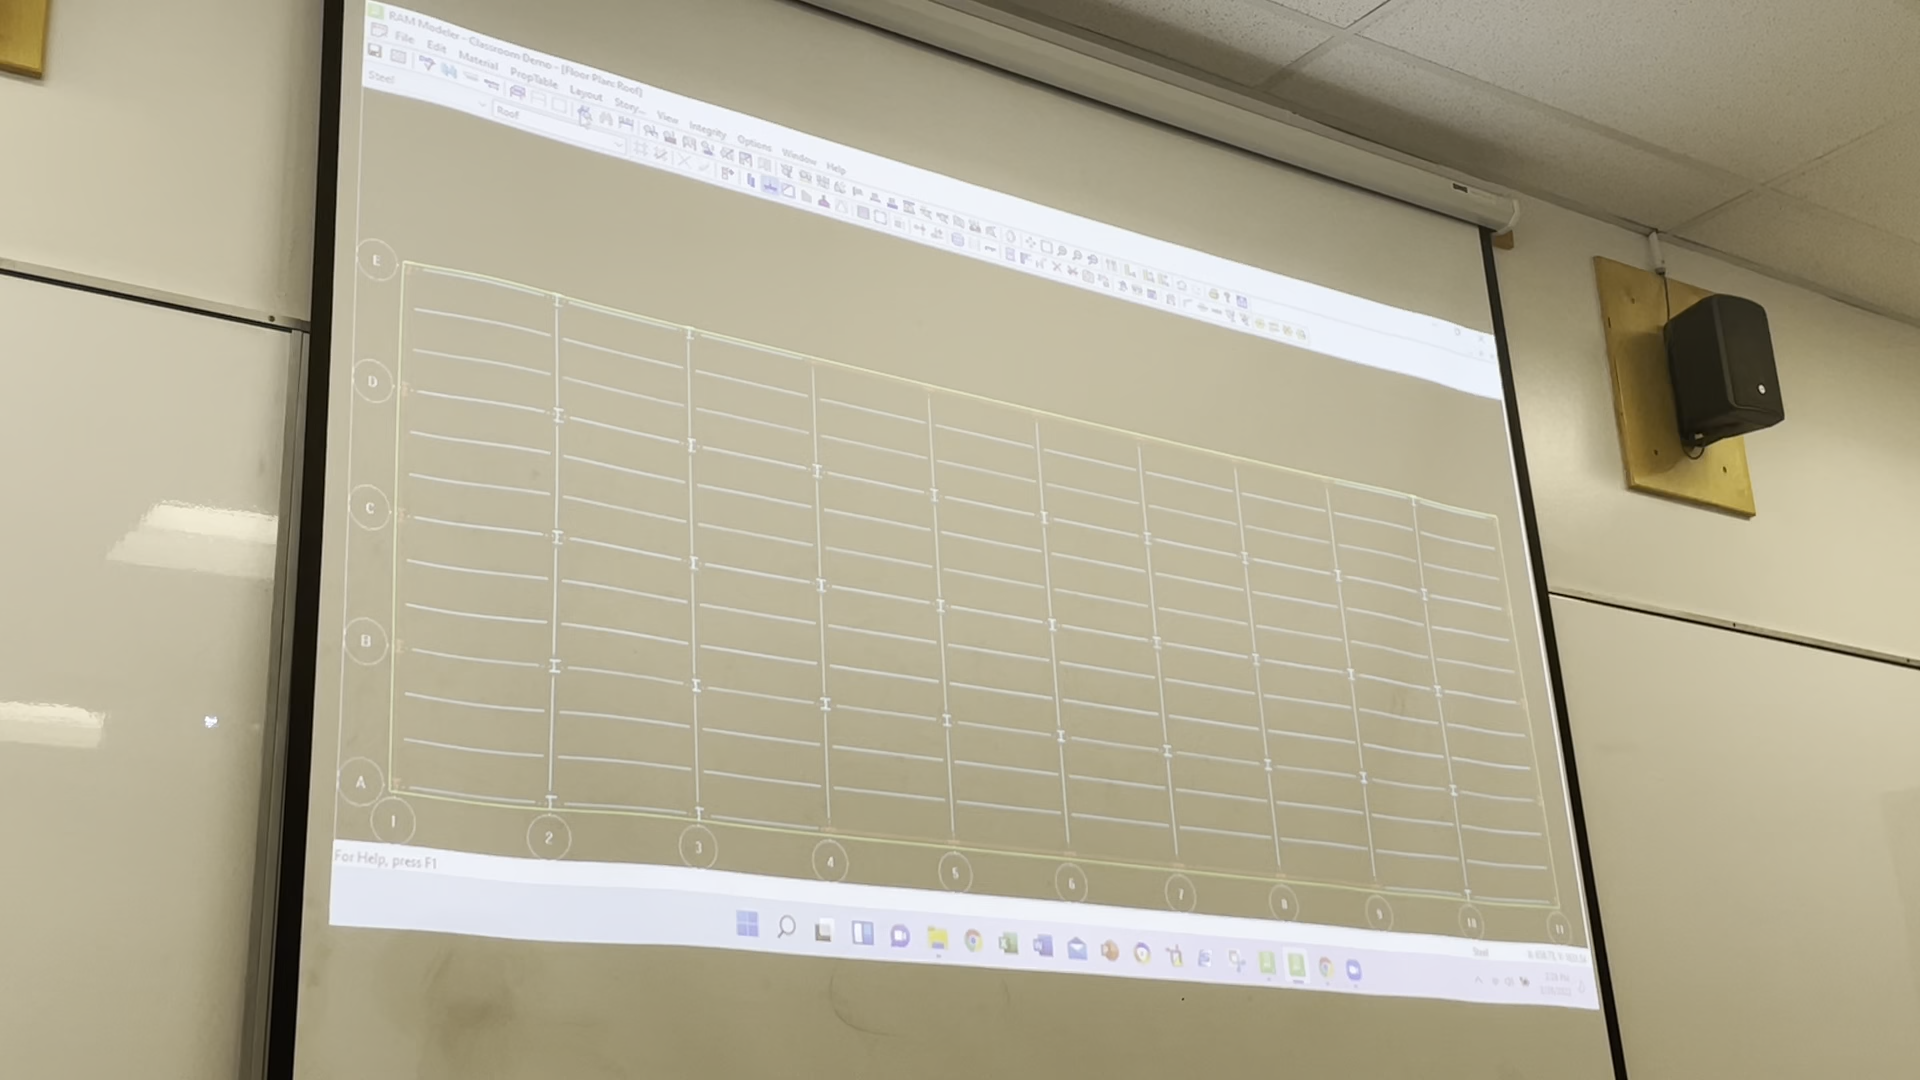 RAM Modeler - Classroom Demo - [Floor Plan: Roof]
File Edit Material PropTable Layout Story... View Integrity Options Window Help
Steel
Roof
E
D
C
B
A
1 2 3 4 5 6 7 8 9 10 11
For Help, press F1
Steel